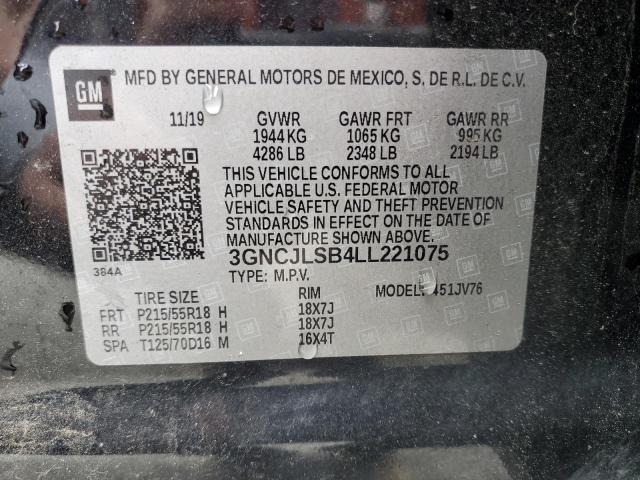 GM MFD BY GENERAL MOTORS DE MEXICO, S, DE R.L. DE C.V.
11/19 GVWR GAWR FRT GAWR RR
1944 KG 1065 KG 995 KG
4286 LB 2348 LB 2194 LB
THIS VEHICLE CONFORMS TO ALL
APPLICABLE U.S. FEDERAL MOTOR
VEHICLE SAFETY AND THEFT PREVENTION
STANDARDS IN EFFECT ON THE DATE OF
MANUFACTURE SHOWN ABOVE.
384A 3GNCJLSB4LL221075
TYPE: M.P.V. MODEL: 451JV76
TIRE SIZE RIM
FRT P215/55R18 H 18X7J
RR P215/55R18 H 18X7J
SPA T125/70D16 M 16X4T